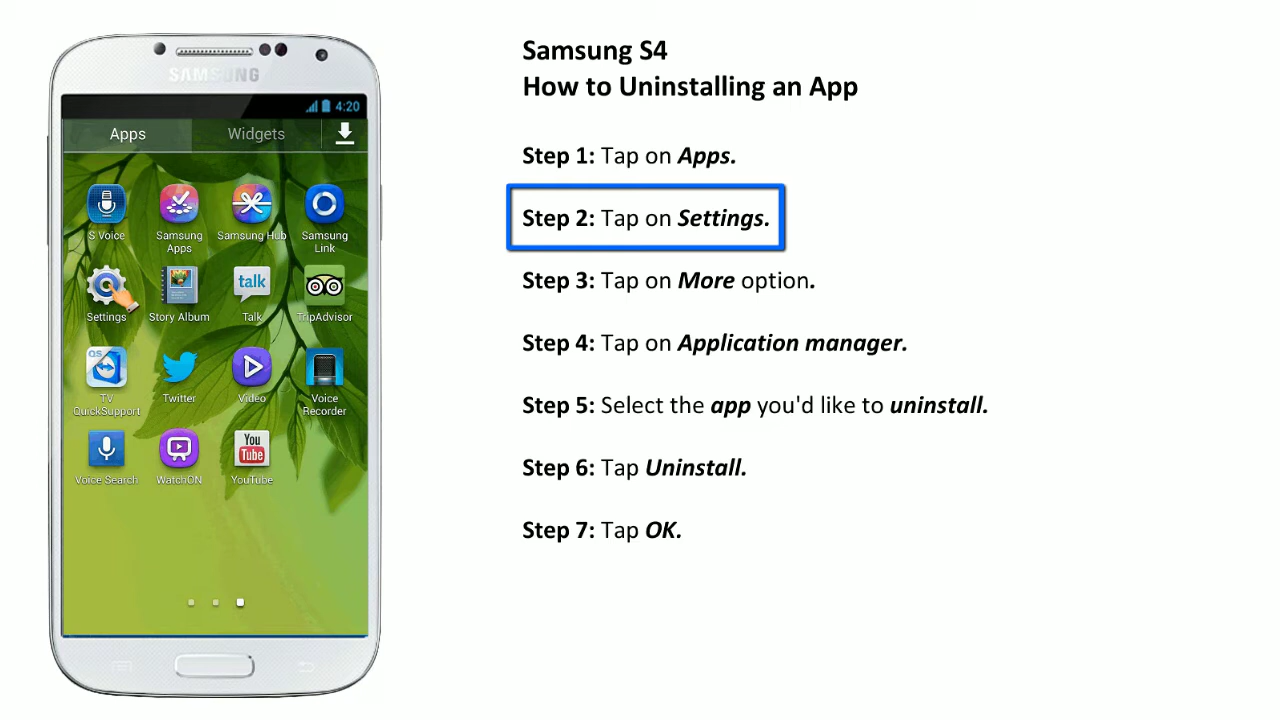 Samsung S4
How to Uninstalling an App
Step 1: Tap on Apps.
Step 2: Tap on Settings.
Step 3: Tap on More option.
Step 4: Tap on Application manager.
Step 5: Select the app you'd like to uninstall.
Step 6: Tap Uninstall.
Step 7: Tap OK.
SAMSUNG
4:20
Apps Widgets
S Voice
Samsung Apps
Samsung Hub
Samsung Link
Settings
Story Album
talk
Talk
TripAdvisor
QS
TV QuickSupport
Twitter
Video
Voice Recorder
Voice Search
WatchON
You Tube
YouTube